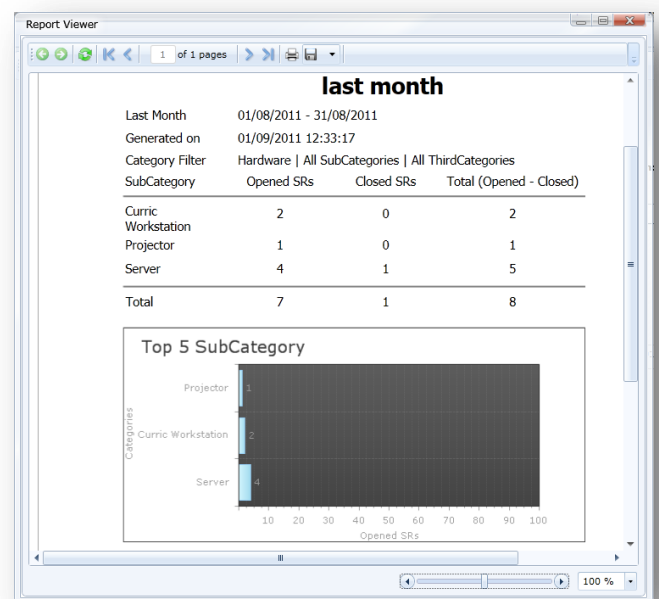 Report Viewer
1 of 1 pages
last month
Last Month 01/08/2011 - 31/08/2011
Generated on 01/09/2011 12:33:17
Category Filter Hardware | All SubCategories | All ThirdCategories
SubCategory Opened SRs Closed SRs Total (Opened - Closed)
Curric
Workstation 2 0 2
Projector 1 0 1
Server 4 1 5
Total 7 1 8
Top 5 SubCategory
Categories
Projector 1
Curric Workstation 2
Server 4
10 20 30 40 50 60 70 80 90 100
Opened SRs
100 %